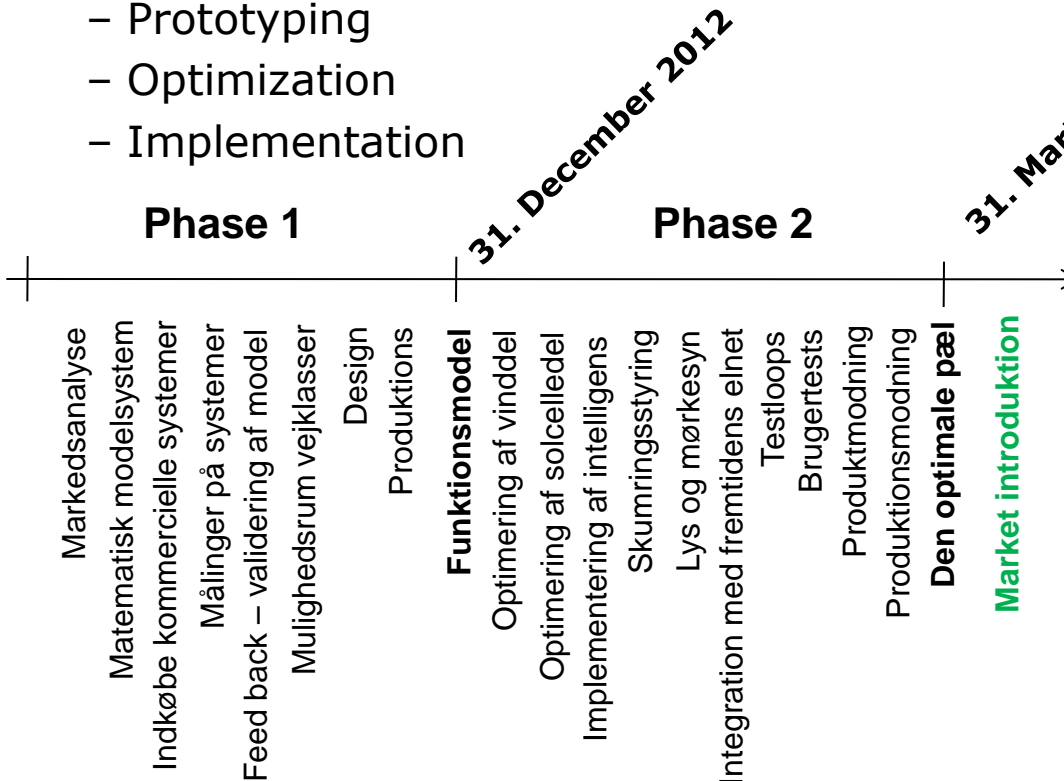 – Prototyping
– Optimization
– Implementation
31. December 2012
31. Mar
Phase 1
Phase 2
Markedsanalyse
Matematisk modelsystem
Indkøbe kommercielle systemer
Målinger på systemer
Feed back – validering af model
Mulighedsrum vejklasser
Design
Produktions
Funktionsmodel
Optimering af vinddel
Optimering af solcelledel
Implementering af intelligens
Skumringsstyring
Lys og mørkesyn
Integration med fremtidens elnet
Testloops
Brugertests
Produktmodning
Produktionsmodning
Den optimale pæl
Market introduktion